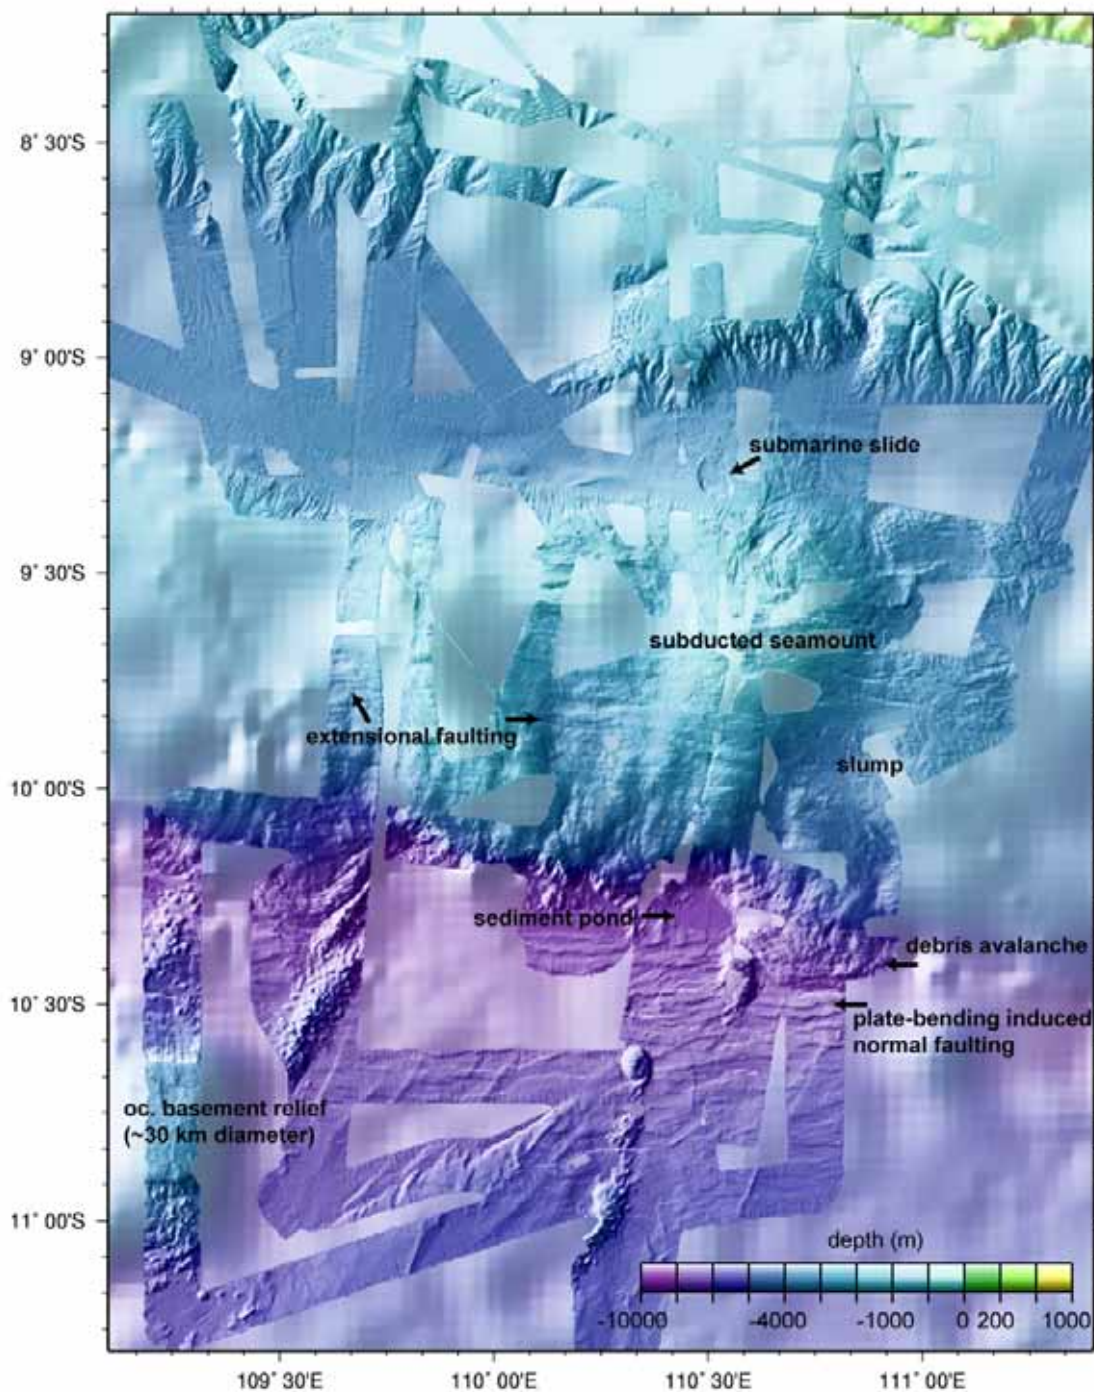 8° 30'S
9° 00'S
submarine slide
9° 30'S
subducted seamount
extensional faulting
slump
10° 00'S
sediment pond
debris avalanche
10° 30'S
plate-bending induced
normal faulting
oc. basement relief
(~30 km diameter)
11° 00'S
depth (m)
-10000 -4000 -1000 0 200 1000
109° 30'E 110° 00'E 110° 30'E 111° 00'E